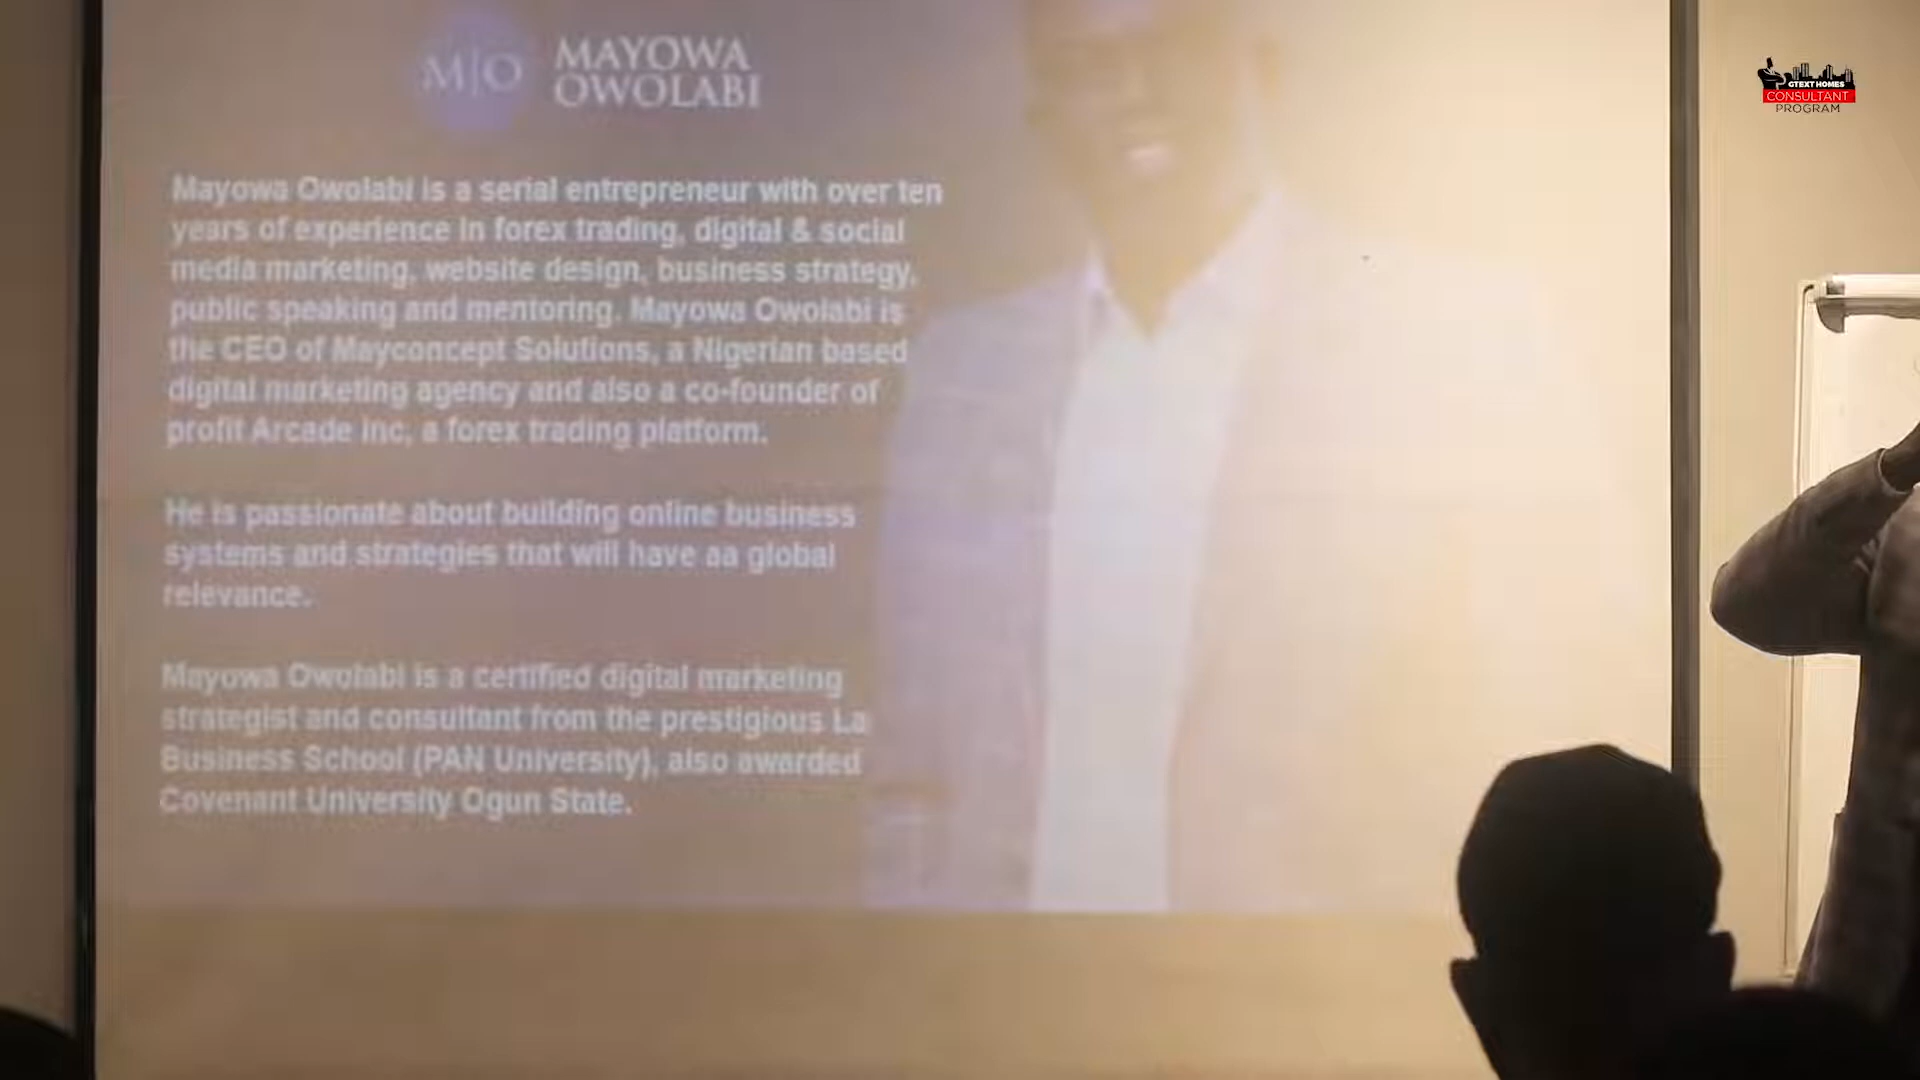 M|O
MAYOWA
OWOLABI
Mayowa Owolabi is a serial entrepreneur with over ten
years of experience in forex trading, digital & social
media marketing, website design, business strategy,
public speaking and mentoring. Mayowa Owolabi is
the CEO of Mayconcept Solutions, a Nigerian based
digital marketing agency and also a co-founder of
profit Arcade inc, a forex trading platform.
He is passionate about building online business
systems and strategies that will have aa global
relevance.
Mayowa Owolabi is a certified digital marketing
strategist and consultant from the prestigious La
Business School (PAN University), also awarded
Covenant University Ogun State.
GTEXT HOMES
CONSULTANT
PROGRAM